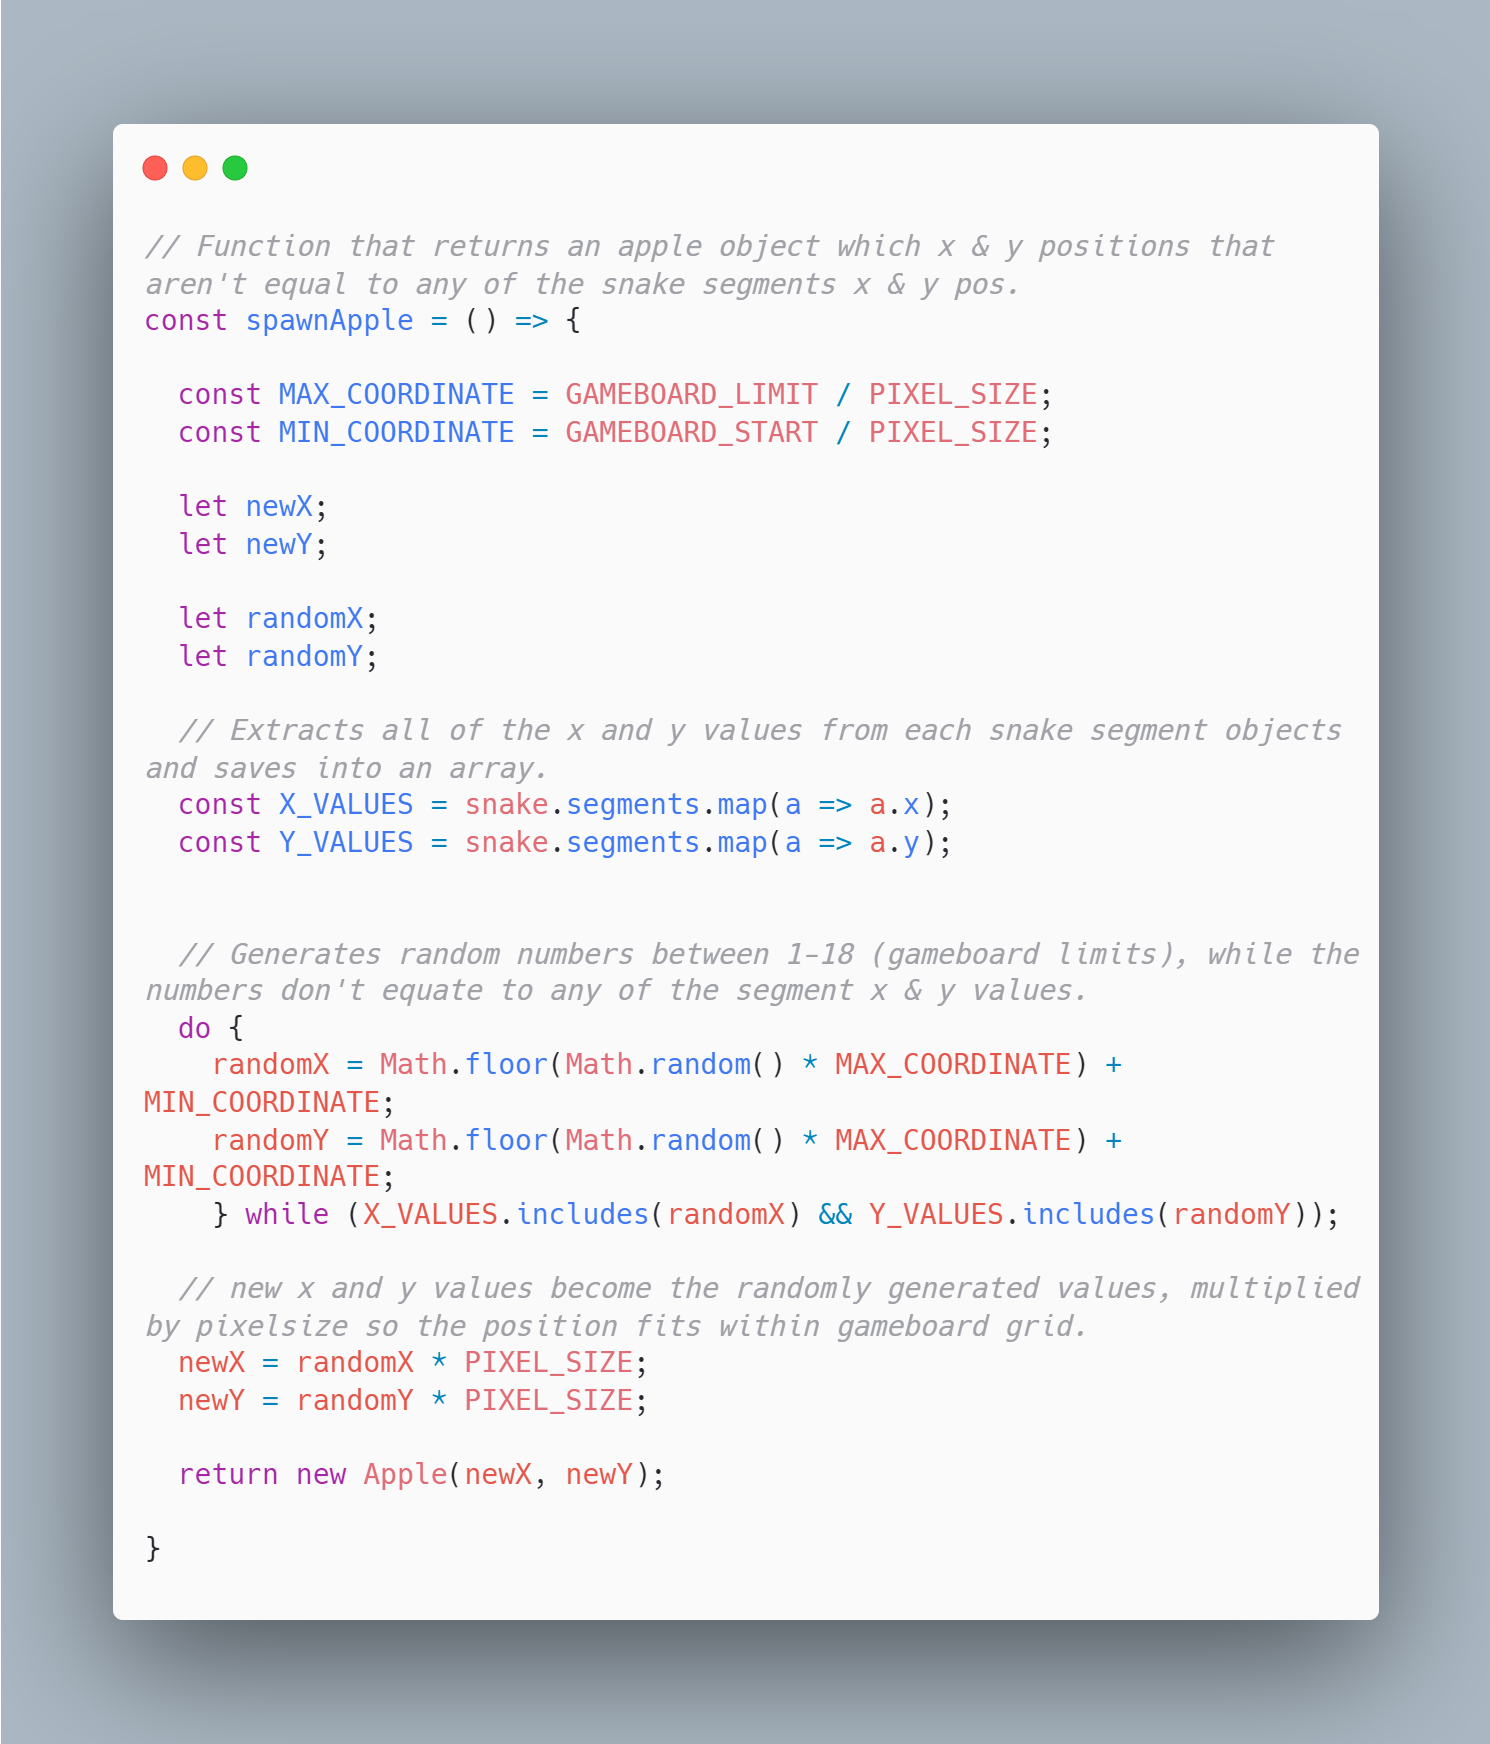 // Function that returns an apple object which x & y positions that
aren't equal to any of the snake segments x & y pos.
const spawnApple = () => {
const MAX_COORDINATE = GAMEBOARD_LIMIT / PIXEL_SIZE;
const MIN_COORDINATE = GAMEBOARD_START / PIXEL_SIZE;
let newX;
let newY;
let randomX;
let randomY;
// Extracts all of the x and y values from each snake segment objects
and saves into an array.
const X_VALUES = snake.segments.map(a => a.x);
const Y_VALUES = snake.segments.map(a => a.y);
// Generates random numbers between 1-18 (gameboard limits), while the
numbers don't equate to any of the segment x & y values.
do {
randomX = Math.floor(Math.random() * MAX_COORDINATE) +
MIN_COORDINATE;
randomY = Math.floor(Math.random() * MAX_COORDINATE) +
MIN_COORDINATE;
} while (X_VALUES.includes(randomX) && Y_VALUES.includes(randomY));
// new x and y values become the randomly generated values, multiplied
by pixelsize so the position fits within gameboard grid.
newX = randomX * PIXEL_SIZE;
newY = randomY * PIXEL_SIZE;
return new Apple(newX, newY);
}